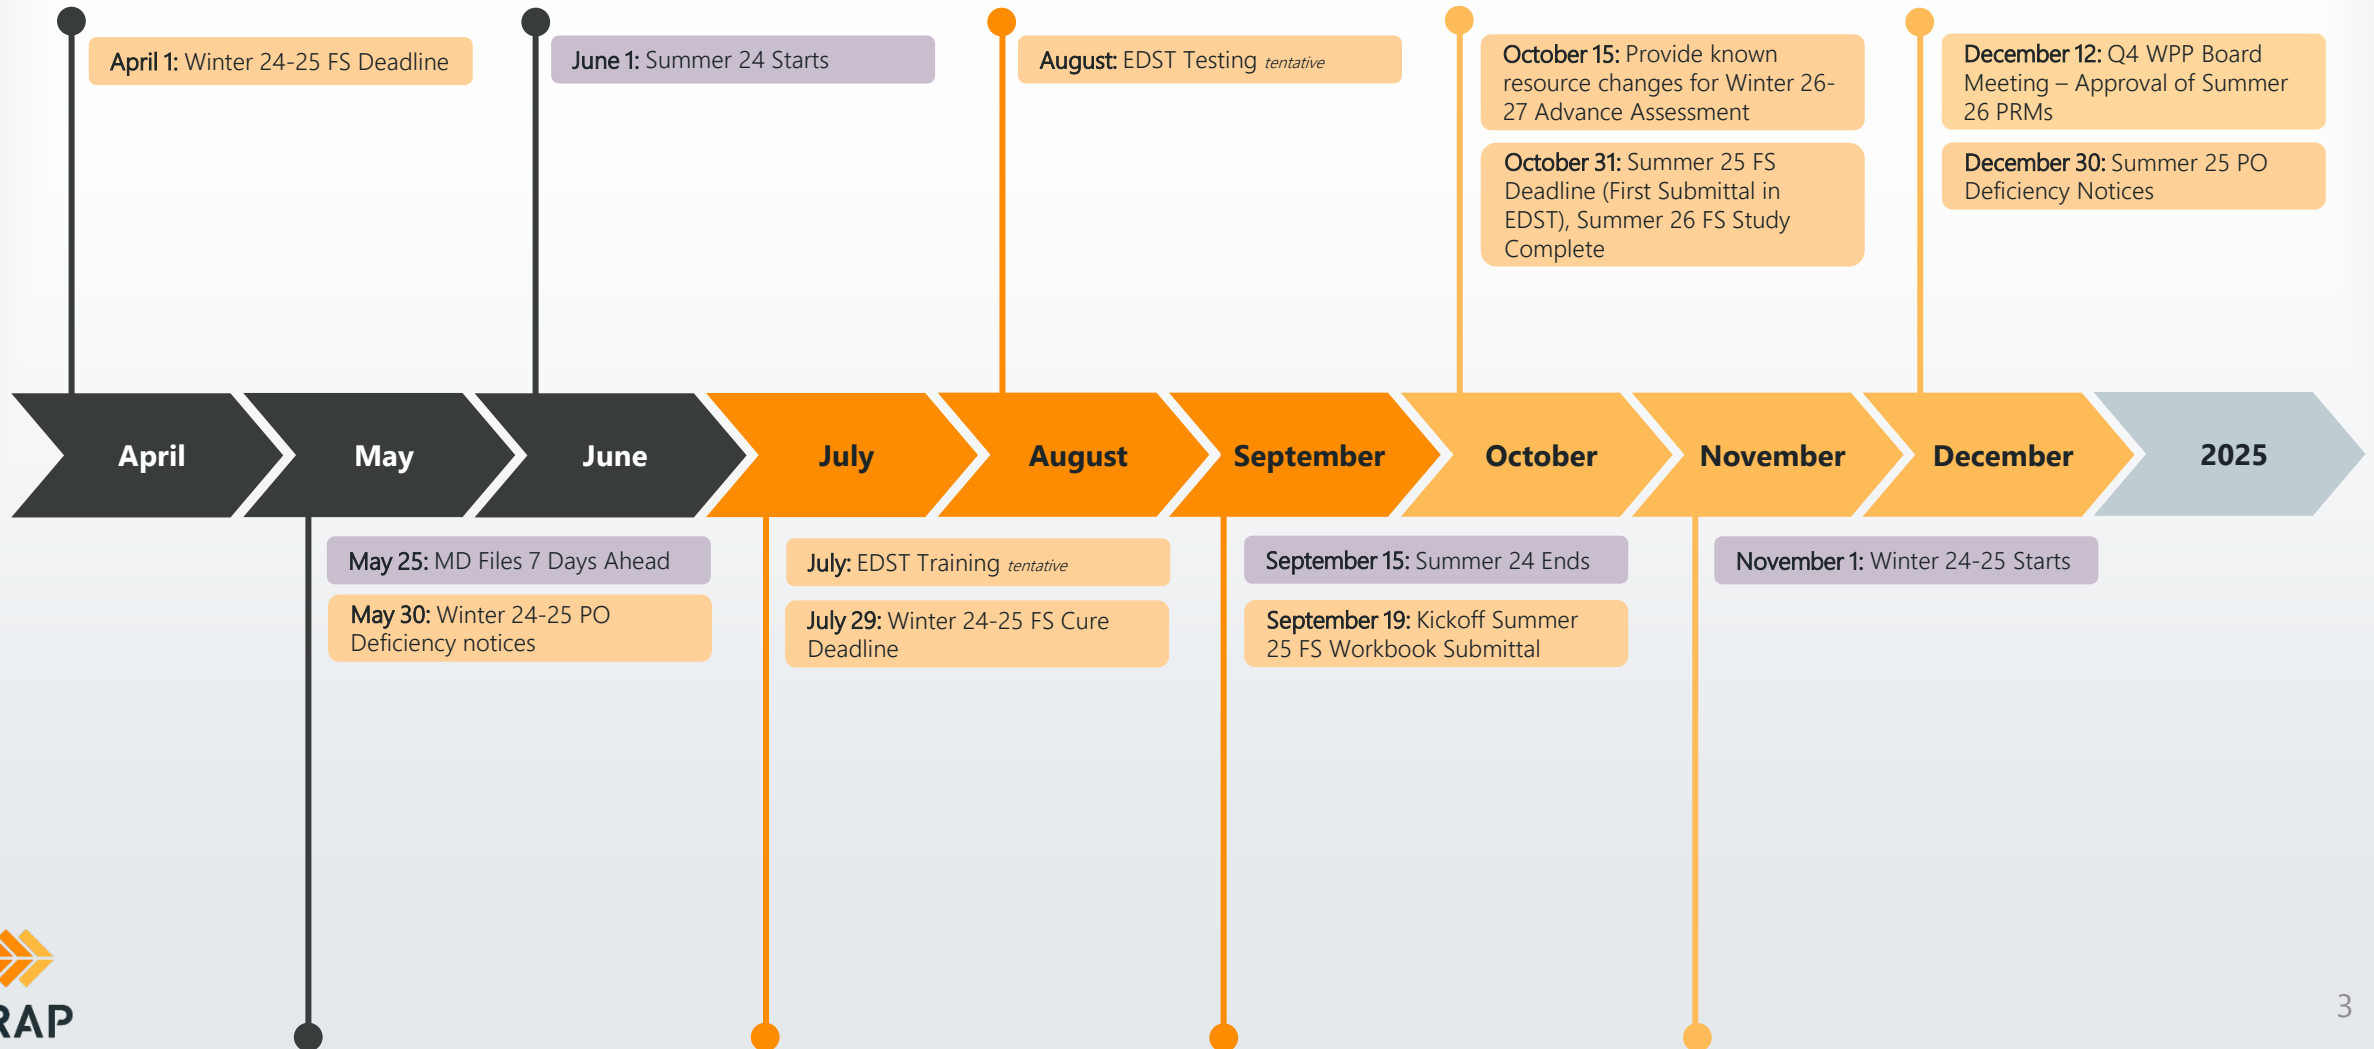 April 1: Winter 24-25 FS Deadline
June 1: Summer 24 Starts
August: EDST Testing tentative
October 15: Provide known
resource changes for Winter 26-
27 Advance Assessment
October 31: Summer 25 FS
Deadline (First Submittal in
EDST), Summer 26 FS Study
Complete
December 12: Q4 WPP Board
Meeting – Approval of Summer
26 PRMs
December 30: Summer 25 PO
Deficiency Notices
April
May
June
July
August
September
October
November
December
2025
May 25: MD Files 7 Days Ahead
May 30: Winter 24-25 PO
Deficiency notices
July: EDST Training tentative
July 29: Winter 24-25 FS Cure
Deadline
September 15: Summer 24 Ends
September 19: Kickoff Summer
25 FS Workbook Submittal
November 1: Winter 24-25 Starts
RAP
3